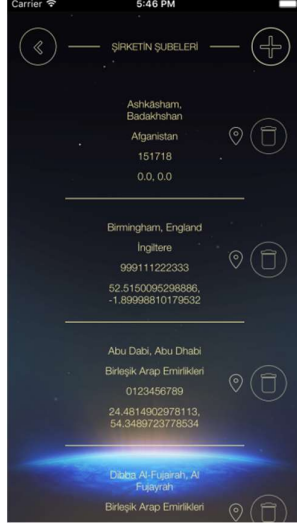 Carrier 5:46 PM
ŞİRKETİN ŞUBELERİ
Ashkāsham,
Badakhshan
Afganistan
151718
0.0, 0.0
Birmingham, England
İngiltere
999111222333
52.5150095298886,
-1.89998810179532
Abu Dabi, Abu Dhabi
Birleşik Arap Emirlikleri
0123456789
24.4814902978113,
54.3489723778534
Dibba Al-Fujairah, Al
Fujayrah
Birleşik Arap Emirlikleri